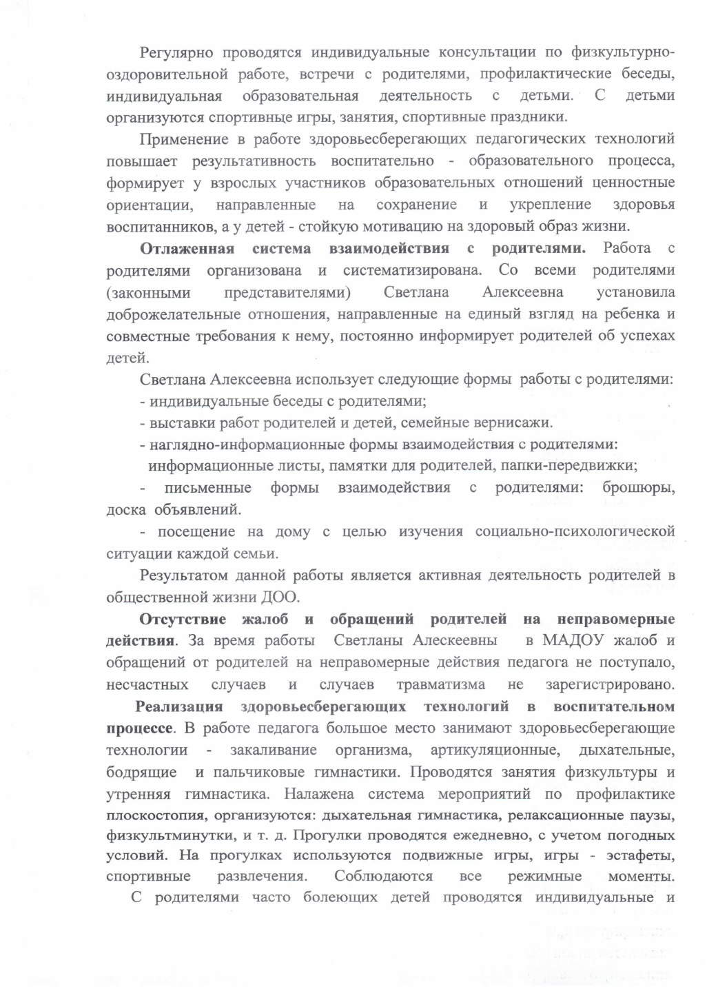 Регулярно проводятся индивидуальные консультации по физкультурно-
оздоровительной работе, встречи с родителями, профилактические беседы,
индивидуальная образовательная деятельность с детьми. С детьми
организуются спортивные игры, занятия, спортивные праздники.
Применение в работе здоровьесберегающих педагогических технологий
повышает результативность воспитательно - образовательного процесса,
формирует у взрослых участников образовательных отношений ценностные
ориентации, направленные на сохранение и укрепление здоровья
воспитанников, а у детей - стойкую мотивацию на здоровый образ жизни.
Отлаженная система взаимодействия с родителями. Работа с
родителями организована и систематизирована. Со всеми родителями
(законными представителями) Светлана Алексеевна установила
доброжелательные отношения, направленные на единый взгляд на ребенка и
совместные требования к нему, постоянно информирует родителей об успехах
детей.
Светлана Алексеевна использует следующие формы работы с родителями:
- индивидуальные беседы с родителями;
- выставки работ родителей и детей, семейные вернисажи.
- наглядно-информационные формы взаимодействия с родителями:
информационные листы, памятки для родителей, папки-передвижки;
- письменные формы взаимодействия с родителями: брошюры,
доска объявлений.
- посещение на дому с целью изучения социально-психологической
ситуации каждой семьи.
Результатом данной работы является активная деятельность родителей в
общественной жизни ДОО.
Отсутствие жалоб и обращений родителей на неправомерные
действия. За время работы Светланы Алескеевны в МАДОУ жалоб и
обращений от родителей на неправомерные действия педагога не поступало,
несчастных случаев и случаев травматизма не зарегистрировано.
Реализация здоровьесберегающих технологий в воспитательном
процессе. В работе педагога большое место занимают здоровьесберегающие
технологии - закаливание организма, артикуляционные, дыхательные,
бодрящие и пальчиковые гимнастики. Проводятся занятия физкультуры и
утренняя гимнастика. Налажена система мероприятий по профилактике
плоскостопия, организуются: дыхательная гимнастика, релаксационные паузы,
физкультминутки, и т. д. Прогулки проводятся ежедневно, с учетом погодных
условий. На прогулках используются подвижные игры, игры - эстафеты,
спортивные развлечения. Соблюдаются все режимные моменты.
С родителями часто болеющих детей проводятся индивидуальные и